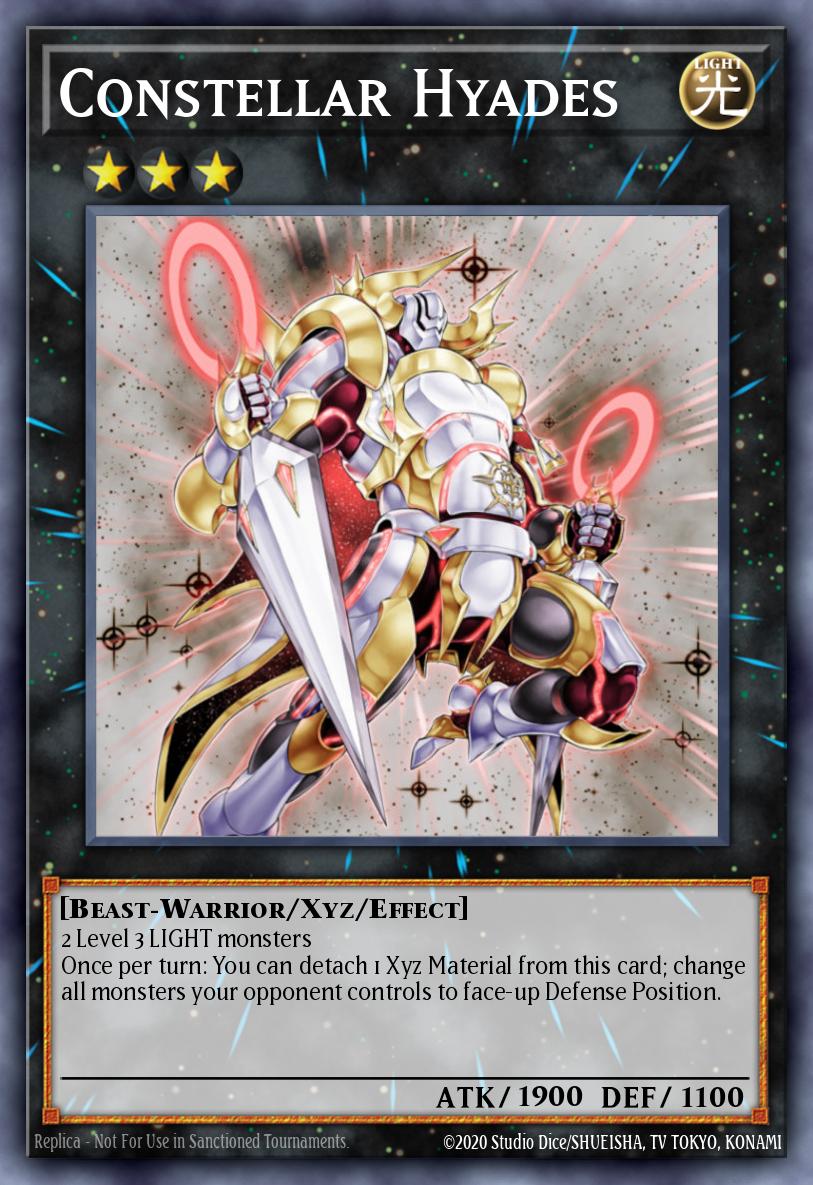 Constellar Hyades
LIGHT
光
[Beast-Warrior/Xyz/Effect]
2 Level 3 LIGHT monsters
Once per turn: You can detach 1 Xyz Material from this card; change
all monsters your opponent controls to face-up Defense Position.
ATK/ 1900 DEF/ 1100
Replica - Not For Use in Sanctioned Tournaments.
©2020 Studio Dice/SHUEISHA, TV TOKYO, KONAMI